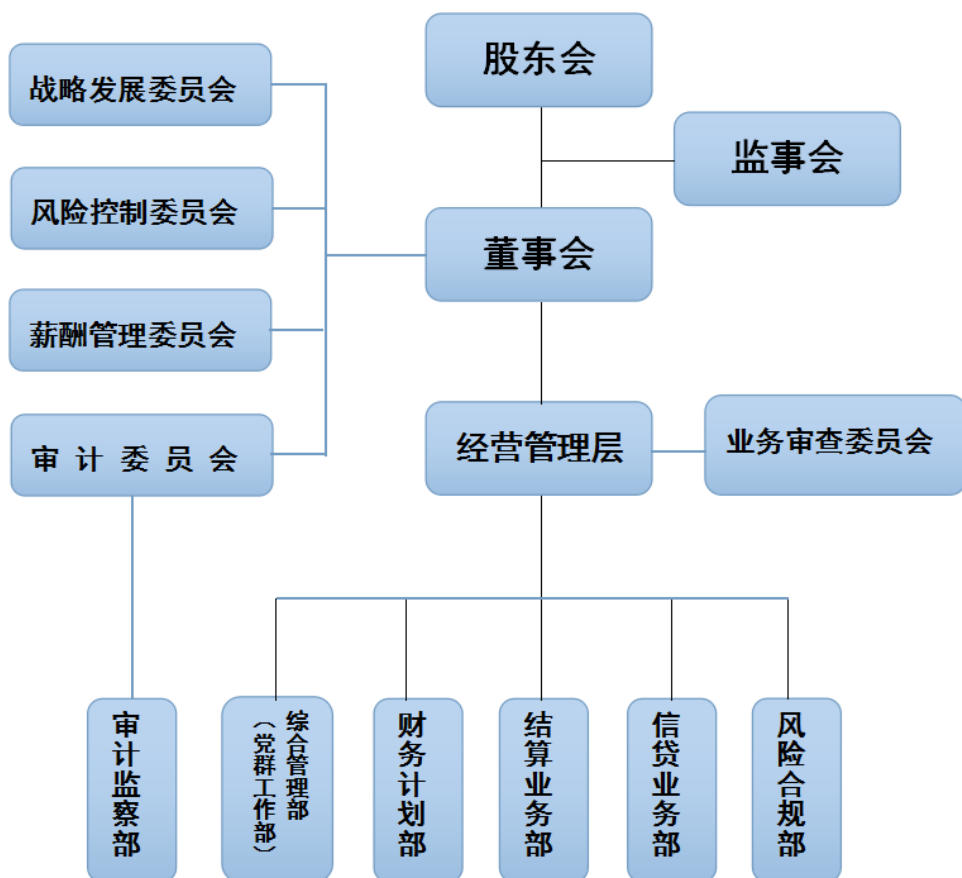 股东会
战略发展委员会
监事会
风险控制委员会
董事会
薪酬管理委员会
经营管理层
业务审查委员会
审计委员会
审计监察部
综合管理部
（党群工作部）
财务计划部
结算业务部
信贷业务部
风险合规部